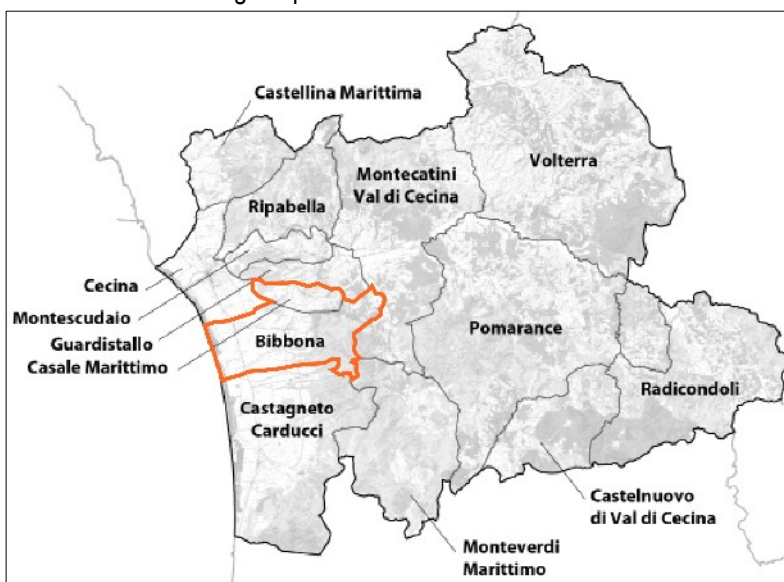 Castellina Marittima
Volterra
Montecatini
Val di Cecina
Ripabella
Cecina
Montescudaio
Guardistallo
Casale Marittimo
Bibbona
Pomarance
Radicondoli
Castagneto
Carducci
Castelnuovo
di Val di Cecina
Monteverdi
Marittimo